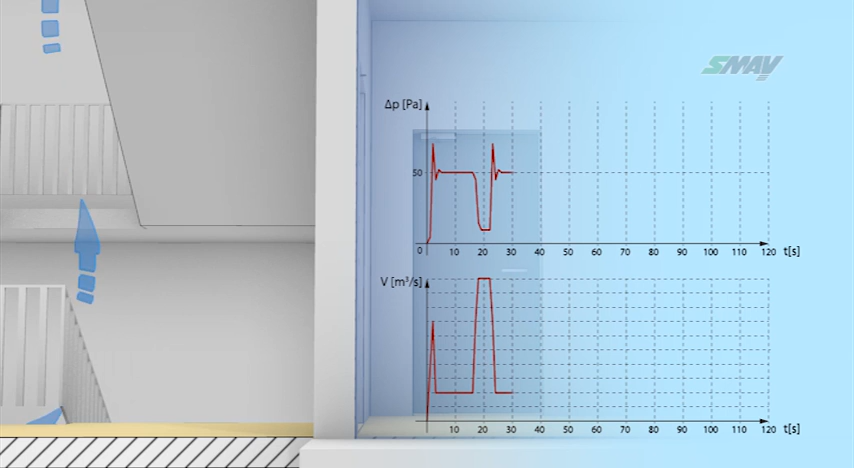 SMAY
Δp [Pa]
50
0 10 20 30 40 50 60 70 80 90 100 110 120 t[s]
V [m³/s]
10 20 30 40 50 60 70 80 90 100 110 120 t[s]